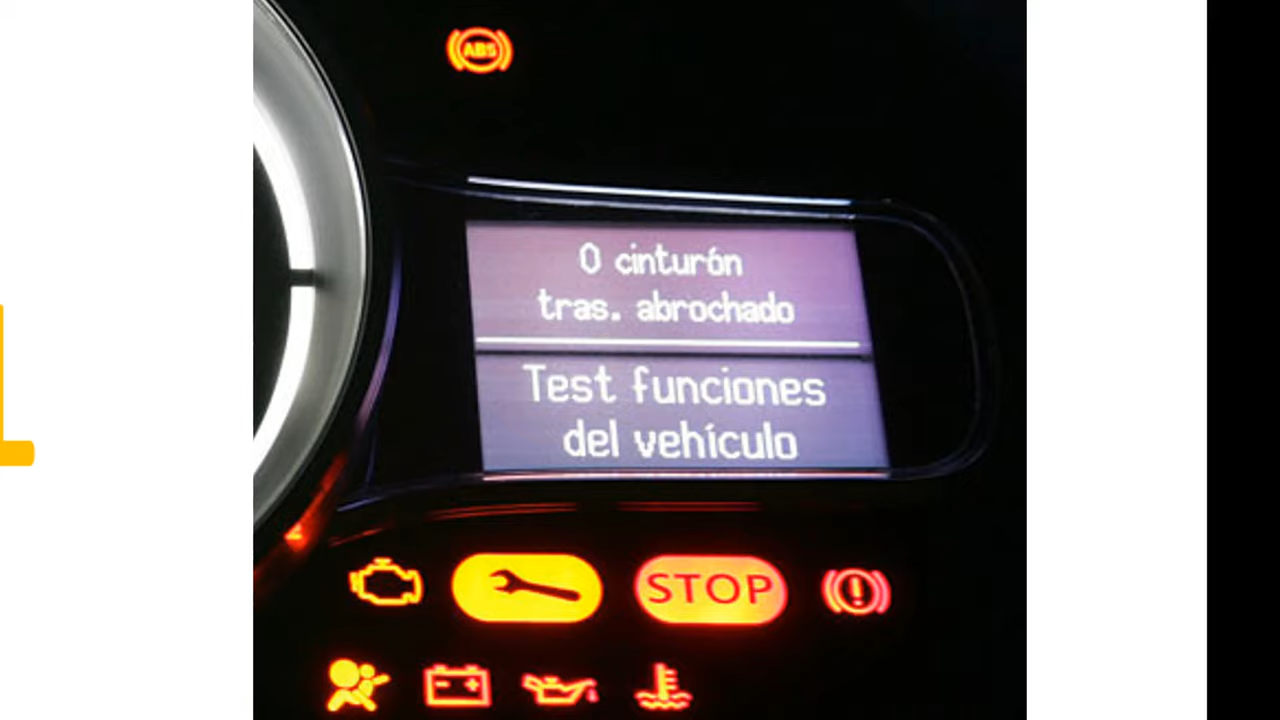 ABS
0 cinturón
tras. abrochado
Test funciones
del vehículo
STOP